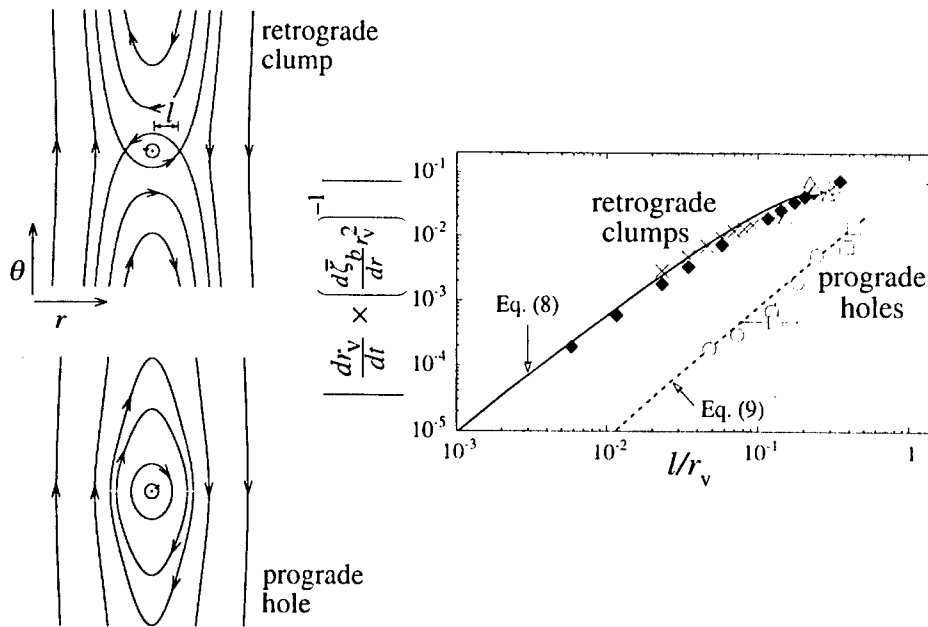 retrograde
clump
l
θ
r
prograde
hole
| dr_v/dt × (dζ̄_b/dr r_v²)⁻¹ |
10⁻¹
10⁻²
10⁻³
10⁻⁴
10⁻⁵
retrograde
clumps
prograde
holes
Eq. (8)
Eq. (9)
10⁻³
10⁻²
10⁻¹
1
l/r_v